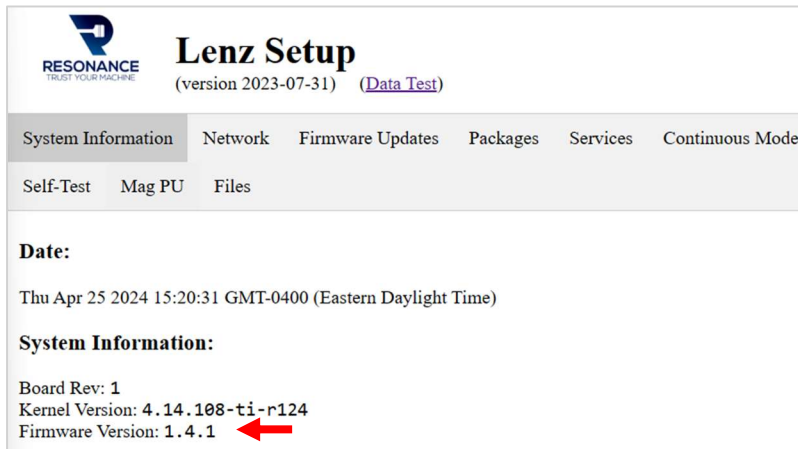 RESONANCE
TRUST YOUR MACHINE
Lenz Setup
(version 2023-07-31) (Data Test)
System Information Network Firmware Updates Packages Services Continuous Mode
Self-Test Mag PU Files
Date:
Thu Apr 25 2024 15:20:31 GMT-0400 (Eastern Daylight Time)
System Information:
Board Rev: 1
Kernel Version: 4.14.108-ti-r124
Firmware Version: 1.4.1